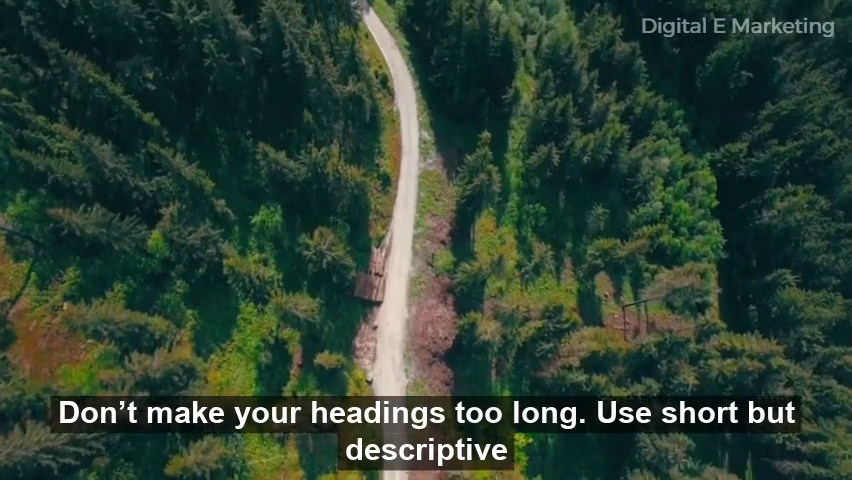 Digital E Marketing
Don’t make your headings too long. Use short but
descriptive